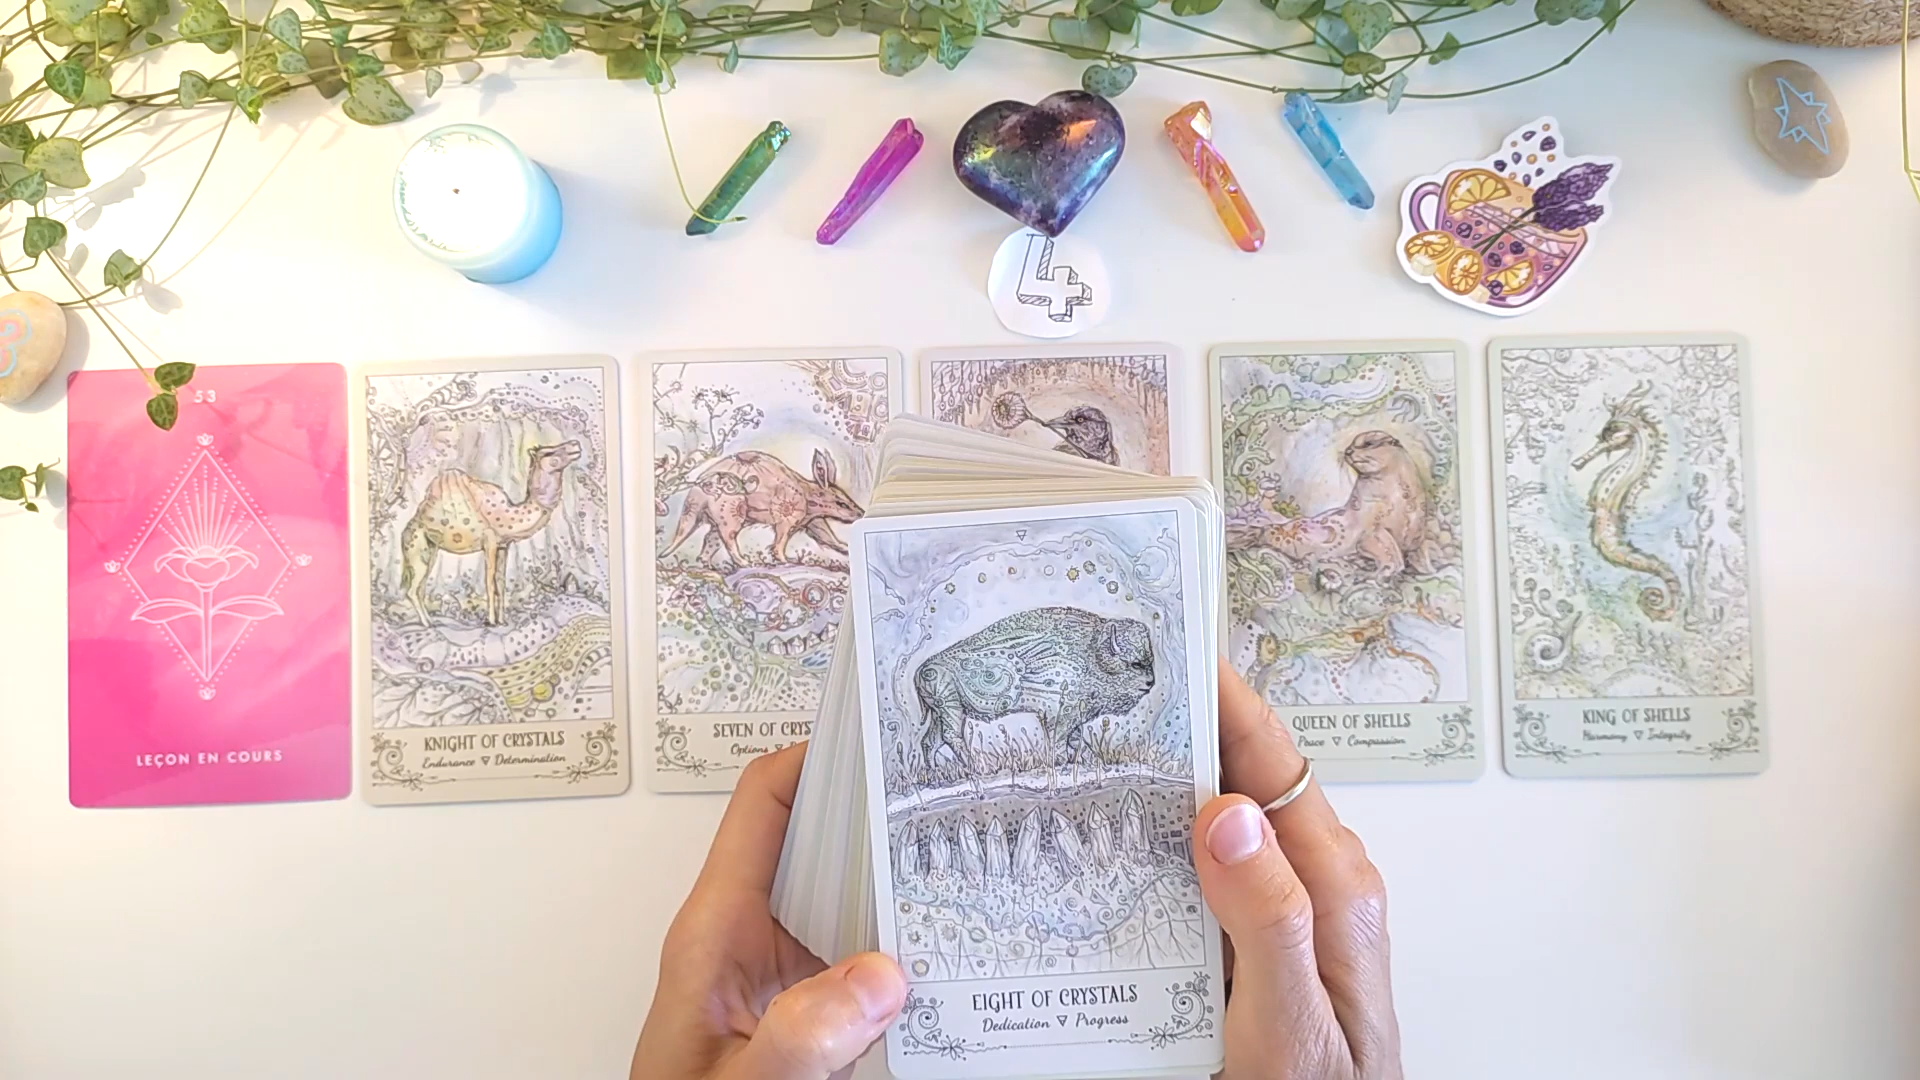 4
53
LEÇON EN COURS
KNIGHT OF CRYSTALS
Endurance ▽ Determination
SEVEN OF
Options ▽
QUEEN OF SHELLS
Peace ▽ Compassion
KING OF SHELLS
Harmony ▽ Integrity
EIGHT OF CRYSTALS
Dedication ▽ Progress